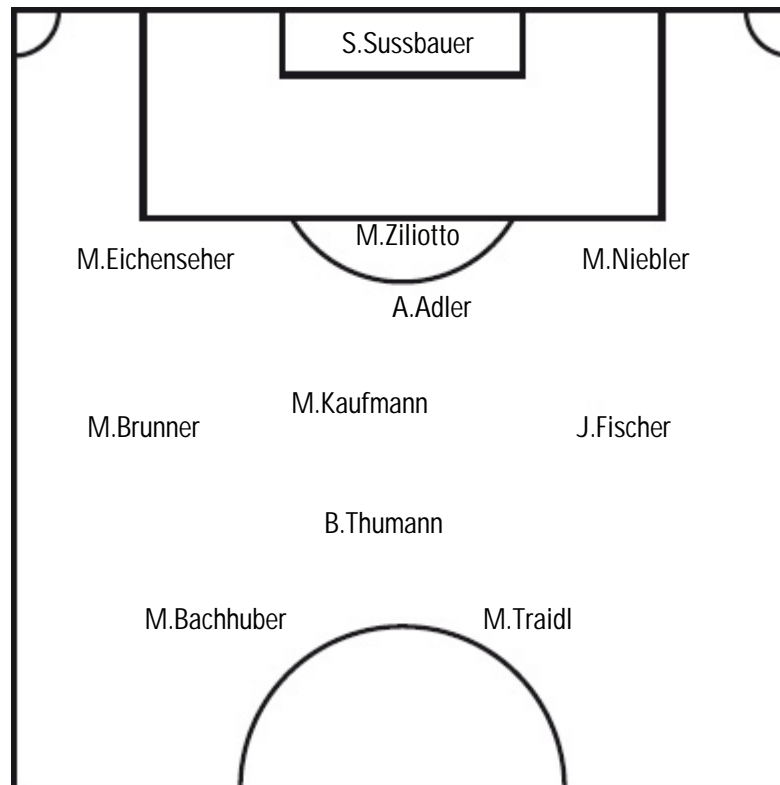 S.Sussbauer
M.Ziliotto
M.Eichenseher
M.Niebler
A.Adler
M.Kaufmann
M.Brunner
J.Fischer
B.Thumann
M.Bachhuber
M.Traidl